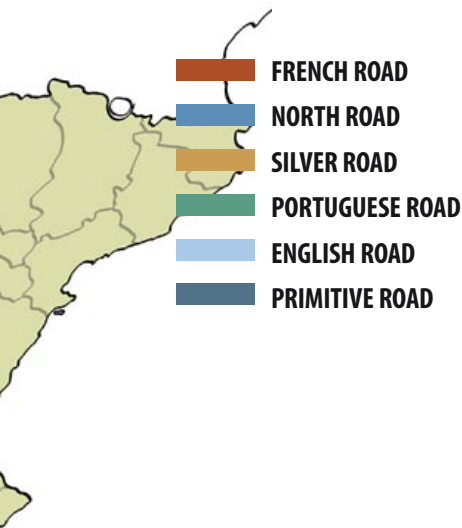 FRENCH ROAD
NORTH ROAD
SILVER ROAD
PORTUGUESE ROAD
ENGLISH ROAD
PRIMITIVE ROAD